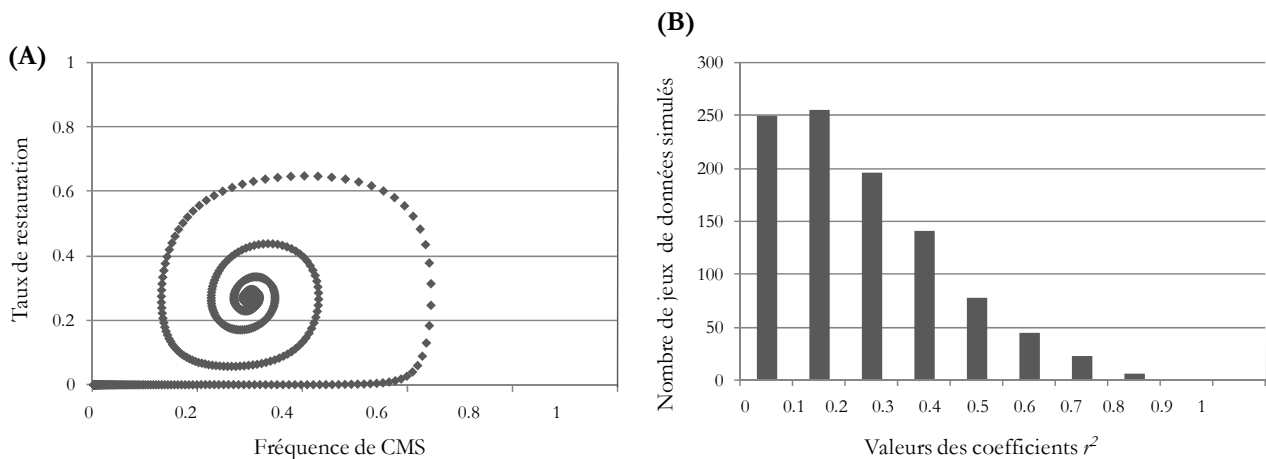 (A)
Taux de restauration
1
0.8
0.6
0.4
0.2
0
0 0.2 0.4 0.6 0.8 1
Fréquence de CMS
(B)
Nombre de jeux de données simulés
300
250
200
150
100
50
0
0 0.1 0.2 0.3 0.4 0.5 0.6 0.7 0.8 0.9 1
Valeurs des coefficients r²